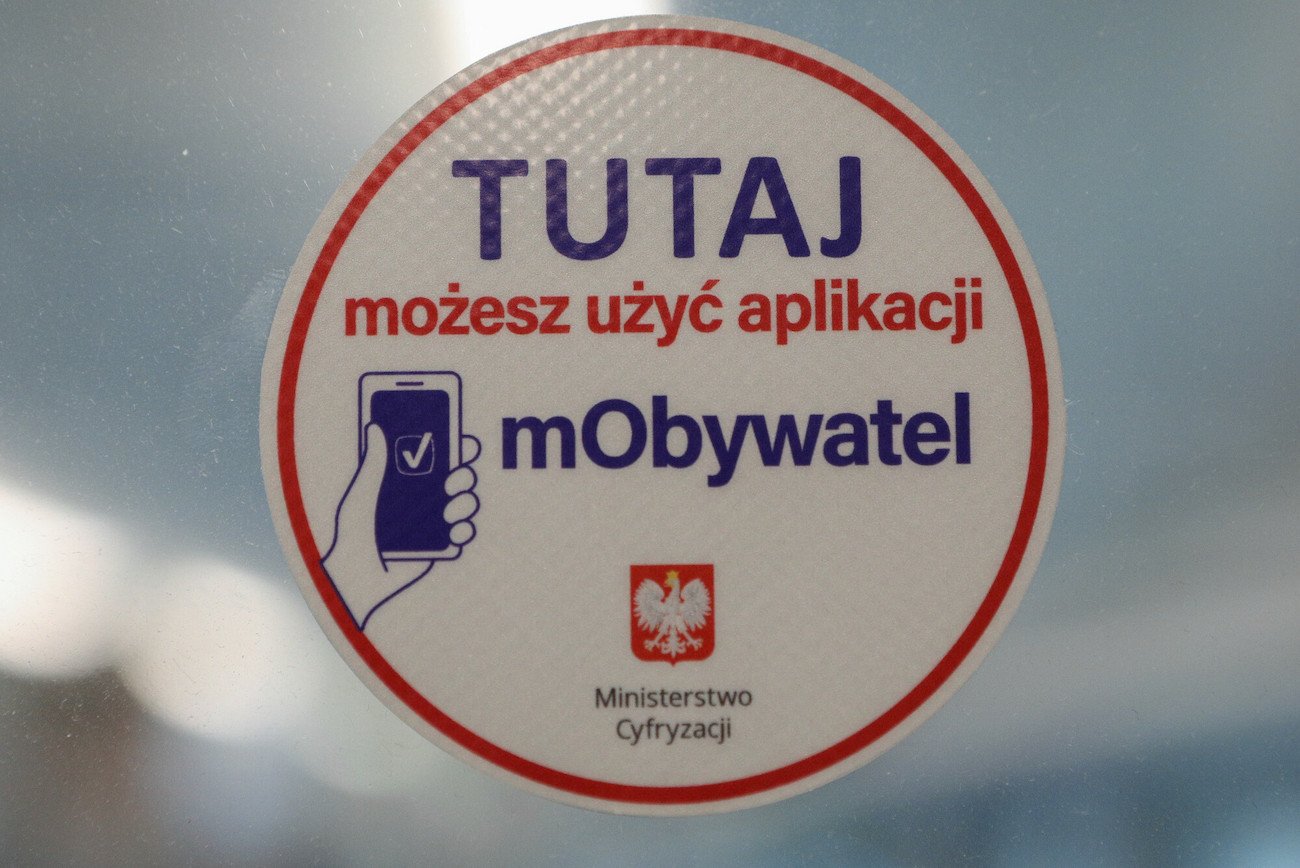 TUTAJ
możesz użyć aplikacji
mObywatel
Ministerstwo
Cyfryzacji